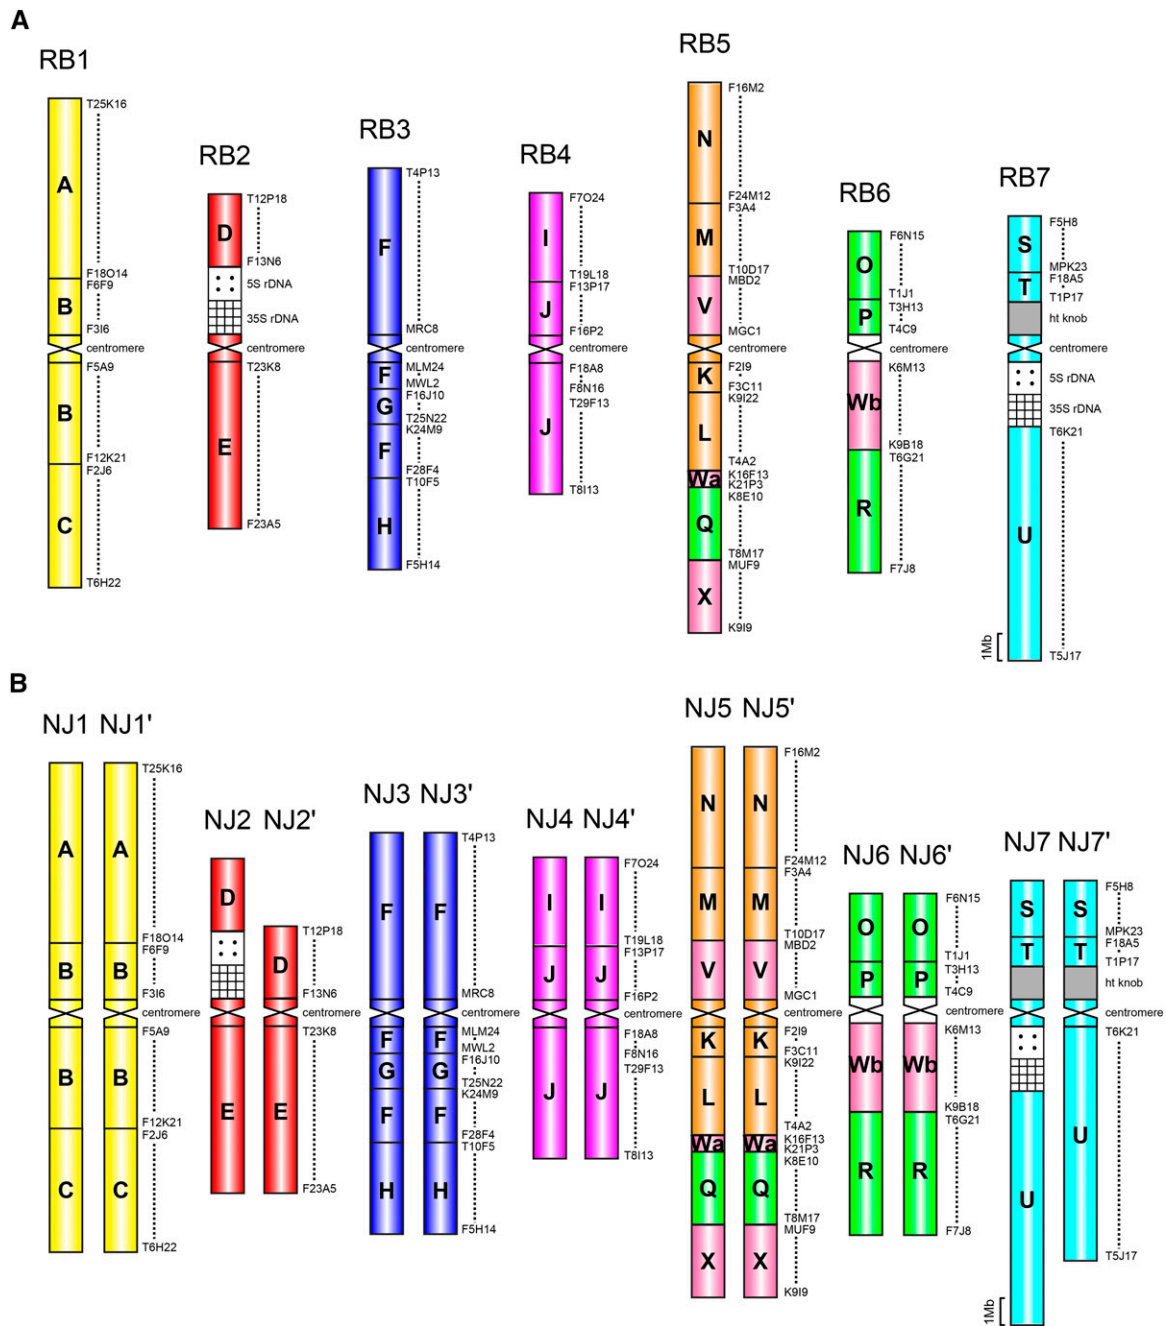 A
RB1
T25K16
A
F18O14
F6F9
B
F3I6
centromere
F5A9
B
F12K21
F2J6
C
T6H22
RB2
T12P18
D
F13N6
5S rDNA
35S rDNA
centromere
T23K8
E
F23A5
RB3
T4P13
F
MRC8
MLM24
F
MWL2
F16J10
G
T25N22
K24M9
F
F28F4
T10F5
H
F5H14
RB4
F7O24
I
T19L18
F13P17
J
F16P2
centromere
F18A8
F8N16
T29F13
J
T8I13
RB5
F16M2
N
F24M12
F3A4
M
T10D17
MBD2
V
MGC1
centromere
F2I9
K
F3C11
K9I22
L
T4A2
Wa
K16F13
K21P3
K8E10
Q
T8M17
MUF9
X
K9I9
RB6
F6N15
O
T1J1
T3H13
P
T4C9
centromere
K6M13
Wb
K9B18
T6G21
R
F7J8
RB7
F5H8
S
MPK23
F18A5
T
T1P17
ht knob
5S rDNA
35S rDNA
T6K21
U
1Mb
T5J17
B
NJ1 NJ1'
T25K16
A A
F18O14
F6F9
B B
F3I6
centromere
F5A9
B B
F12K21
F2J6
C C
T6H22
NJ2 NJ2'
D
T12P18
D
F13N6
centromere
T23K8
E E
F23A5
NJ3 NJ3'
T4P13
F F
MRC8
MLM24
F F
MWL2
F16J10
G G
T25N22
K24M9
F F
F28F4
T10F5
H H
F5H14
NJ4 NJ4'
F7O24
I I
T19L18
F13P17
J J
F16P2
centromere
F18A8
F8N16
T29F13
J J
T8I13
NJ5 NJ5'
F16M2
N N
F24M12
F3A4
M M
T10D17
MBD2
V V
MGC1
centromere
F2I9
K K
F3C11
K9I22
L L
T4A2
Wa Wa
K16F13
K21P3
K8E10
Q Q
T8M17
MUF9
X X
K9I9
NJ6 NJ6'
F6N15
O O
T1J1
T3H13
P P
T4C9
centromere
K6M13
Wb Wb
K9B18
T6G21
R R
F7J8
NJ7 NJ7'
F5H8
S S
MPK23
F18A5
T T
T1P17
ht knob
centromere
T6K21
U
U
T5J17
1Mb